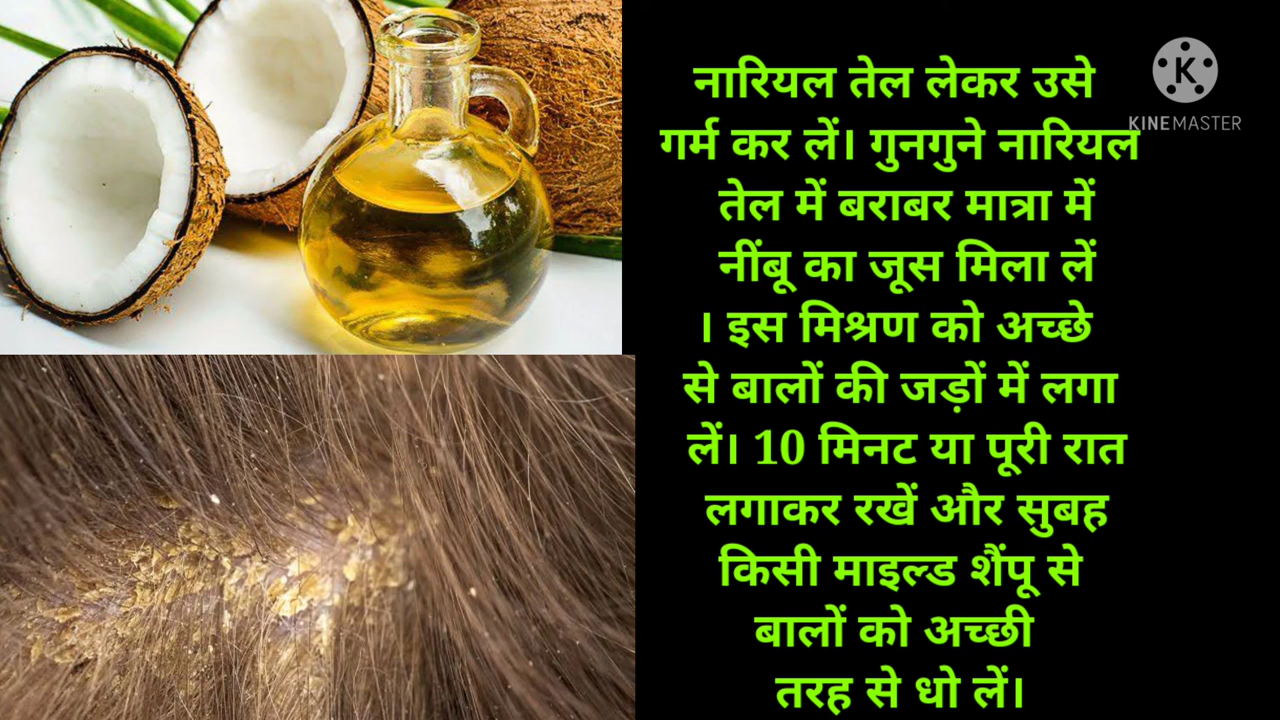 नारियल तेल लेकर उसे
गर्म कर लें। गुनगुने नारियल
तेल में बराबर मात्रा में
नींबू का जूस मिला लें
। इस मिश्रण को अच्छे
से बालों की जड़ों में लगा
लें। 10 मिनट या पूरी रात
लगाकर रखें और सुबह
किसी माइल्ड शैंपू से
बालों को अच्छी
तरह से धो लें।
K
KINEMASTER